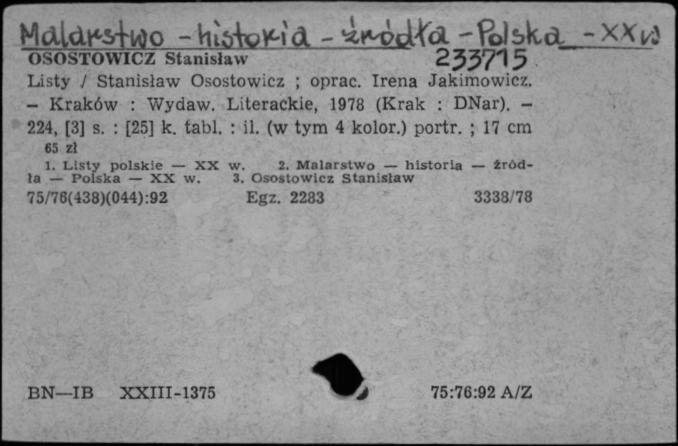 Malarstwo - historia - źródła - Polska - XX w
OSOSTOWICZ Stanisław 233715
Listy / Stanisław Osostowicz ; oprac. Irena Jakimowicz.
— Kraków : Wydaw. Literackie, 1978 (Krak : DNar). —
224, [3] s. : [25] k. tabl. : il. (w tym 4 kolor.) portr. ; 17 cm
65 zł
1. Listy polskie — XX w. 2. Malarstwo — historia — źród-
ła — Polska — XX w. 3. Osostowicz Stanisław
75/76(438)(044):92 Egz. 2283 3338/78
BN—IB XXIII-1375 75:76:92 A/Z